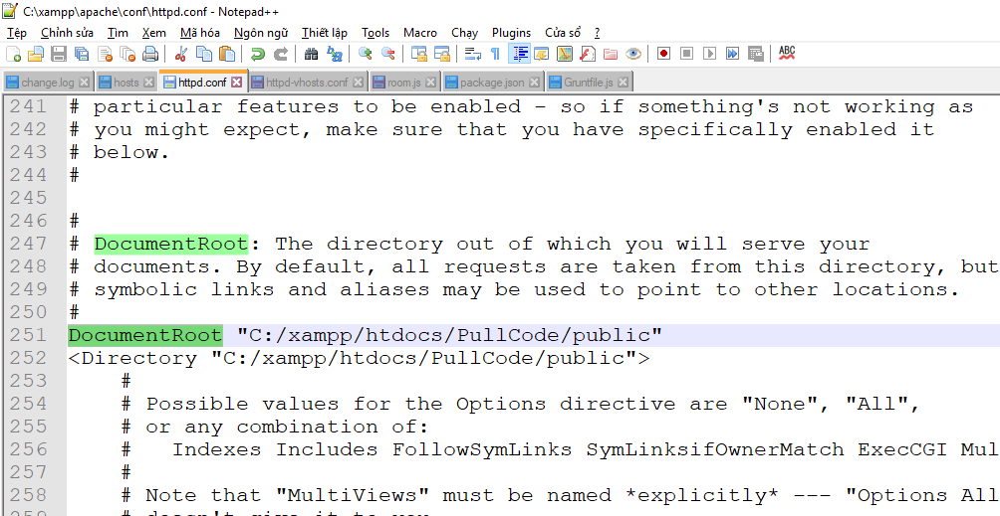 C:\xampp\apache\conf\httpd.conf - Notepad++
Tệp Chỉnh sửa Tìm Xem Mã hóa Ngôn ngữ Thiết lập Tools Macro Chạy Plugins Cửa sổ ?
ABC
change.log hosts httpd.conf httpd-vhosts.conf room.js package.json Gruntfile.js
241 # particular features to be enabled - so if something's not working as
242 # you might expect, make sure that you have specifically enabled it
243 # below.
244 #
245
246 #
247 # DocumentRoot: The directory out of which you will serve your
248 # documents. By default, all requests are taken from this directory, but
249 # symbolic links and aliases may be used to point to other locations.
250 #
251 DocumentRoot "C:/xampp/htdocs/PullCode/public"
252 <Directory "C:/xampp/htdocs/PullCode/public">
253 #
254 # Possible values for the Options directive are "None", "All",
255 # or any combination of:
256 # Indexes Includes FollowSymLinks SymLinksifOwnerMatch ExecCGI Mul
257 #
258 # Note that "MultiViews" must be named *explicitly* --- "Options All
259 # doesn't give it to you